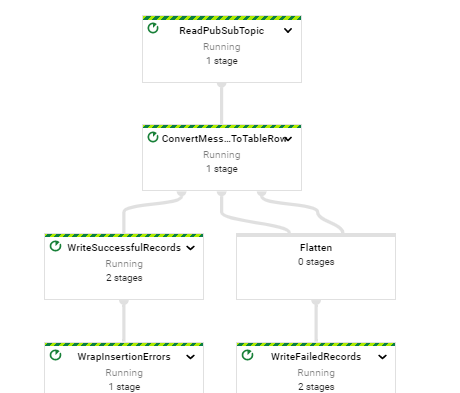 ReadPubSubTopic
Running
1 stage
ConvertMess...ToTableRow
Running
1 stage
WriteSuccessfulRecords
Running
2 stages
Flatten
0 stages
WrapInsertionErrors
Running
1 stage
WriteFailedRecords
Running
2 stages